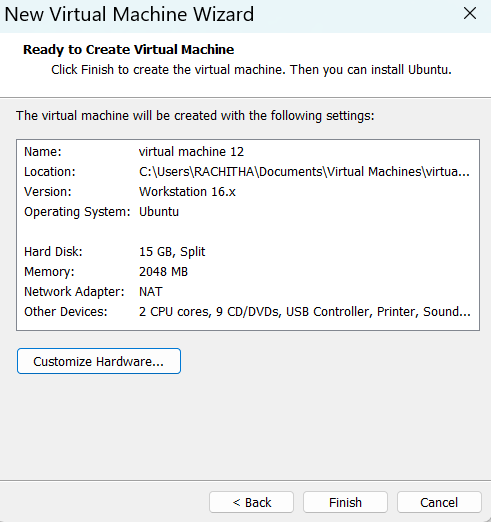 New Virtual Machine Wizard
Ready to Create Virtual Machine
Click Finish to create the virtual machine. Then you can install Ubuntu.
The virtual machine will be created with the following settings:
Name: virtual machine 12
Location: C:\Users\RACHITHA\Documents\Virtual Machines\virtua...
Version: Workstation 16.x
Operating System: Ubuntu
Hard Disk: 15 GB, Split
Memory: 2048 MB
Network Adapter: NAT
Other Devices: 2 CPU cores, 9 CD/DVDs, USB Controller, Printer, Sound...
Customize Hardware...
< Back Finish Cancel